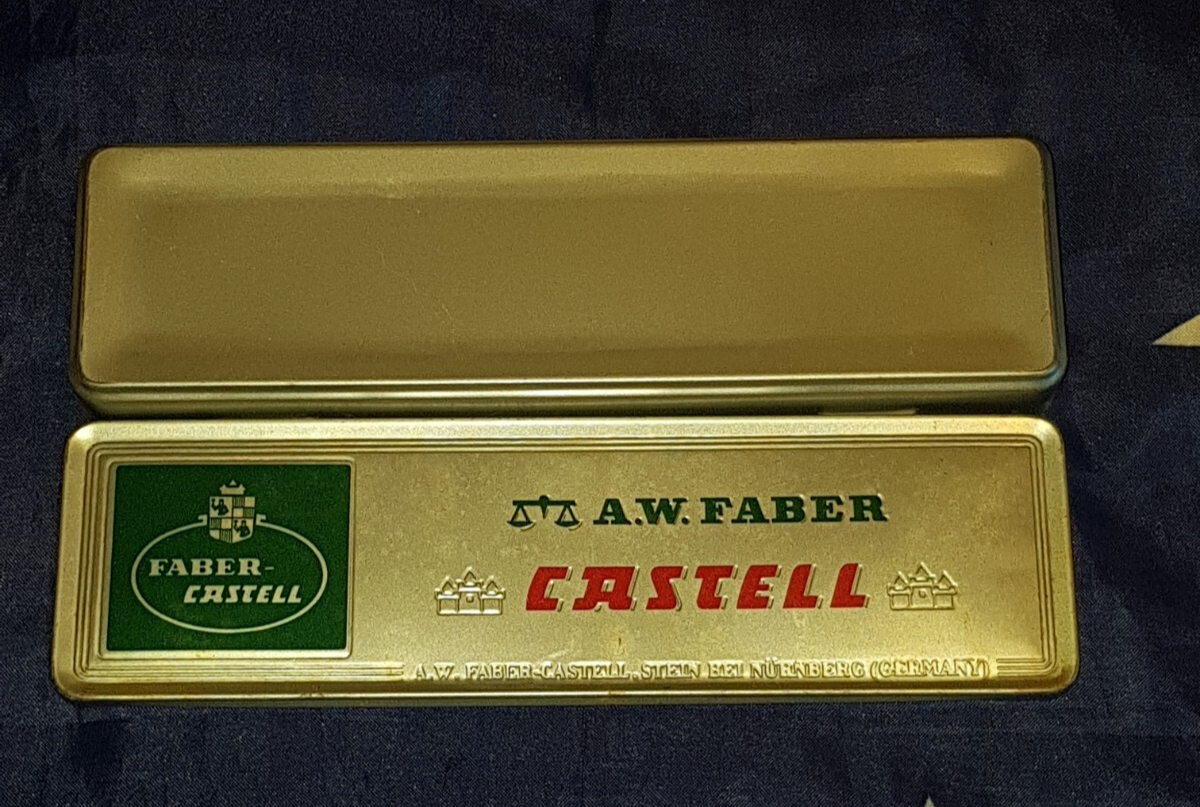 FABER-
CASTELL
A.W. FABER
CASTELL
A.W. FABER-CASTELL, STEIN BEI NÜRNBERG (GERMANY)